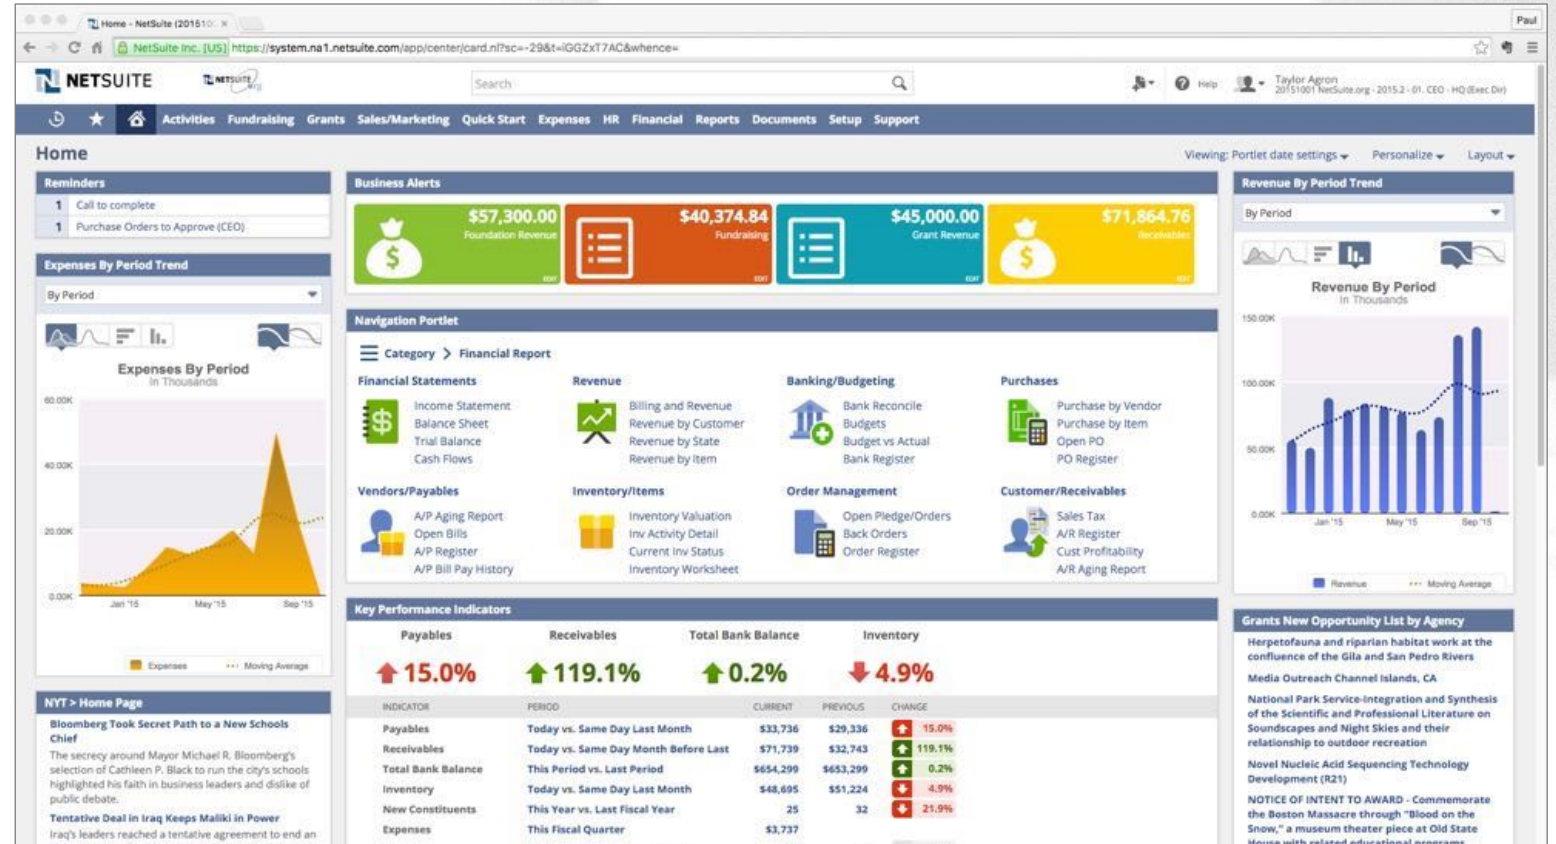 Home - NetSuite (201510
Paul
NetSuite Inc. [US] https://system.na1.netsuite.com/app/center/card.nl?sc=-29&t=iGGZxT7AC&whence=
NETSUITE
NETSUITE.org
Search
Help
Taylor Agron
20151001 NetSuite.org - 2015.2 - 01. CEO - HQ (Exec Dir)
Activities Fundraising Grants Sales/Marketing Quick Start Expenses HR Financial Reports Documents Setup Support
Home
Viewing: Portlet date settings Personalize Layout
Reminders
1 Call to complete
1 Purchase Orders to Approve (CEO)
Expenses By Period Trend
By Period
Expenses By Period
In Thousands
60.00K
40.00K
20.00K
0.00K
Jan '15 May '15 Sep '15
Expenses Moving Average
NYT > Home Page
Bloomberg Took Secret Path to a New Schools
Chief
The secrecy around Mayor Michael R. Bloomberg's
selection of Cathleen P. Black to run the city's schools
highlighted his faith in business leaders and dislike of
public debate.
Tentative Deal in Iraq Keeps Maliki in Power
Iraq's leaders reached a tentative agreement to end an
Business Alerts
$57,300.00
Foundation Revenue
EDIT
$40,374.84
Fundraising
EDIT
$45,000.00
Grant Revenue
EDIT
$71,864.76
Receivables
EDIT
Navigation Portlet
Category > Financial Report
Financial Statements
Income Statement
Balance Sheet
Trial Balance
Cash Flows
Revenue
Billing and Revenue
Revenue by Customer
Revenue by State
Revenue by Item
Banking/Budgeting
Bank Reconcile
Budgets
Budget vs Actual
Bank Register
Purchases
Purchase by Vendor
Purchase by Item
Open PO
PO Register
Vendors/Payables
A/P Aging Report
Open Bills
A/P Register
A/P Bill Pay History
Inventory/Items
Inventory Valuation
Inv Activity Detail
Current Inv Status
Inventory Worksheet
Order Management
Open Pledge/Orders
Back Orders
Order Register
Customer/Receivables
Sales Tax
A/R Register
Cust Profitability
A/R Aging Report
Key Performance Indicators
Payables Receivables Total Bank Balance Inventory
15.0% 119.1% 0.2% 4.9%
INDICATOR PERIOD CURRENT PREVIOUS CHANGE
Payables Today vs. Same Day Last Month $33,736 $29,336 15.0%
Receivables Today vs. Same Day Month Before Last $71,739 $32,743 119.1%
Total Bank Balance This Period vs. Last Period $654,299 $653,299 0.2%
Inventory Today vs. Same Day Last Month $48,695 $51,224 4.9%
New Constituents This Year vs. Last Fiscal Year 25 32 21.9%
Expenses This Fiscal Quarter $3,737
Revenue By Period Trend
By Period
Revenue By Period
In Thousands
150.00K
100.00K
50.00K
0.00K
Jan '15 May '15 Sep '15
Revenue Moving Average
Grants New Opportunity List by Agency
Herpetofauna and riparian habitat work at the
confluence of the Gila and San Pedro Rivers
Media Outreach Channel Islands, CA
National Park Service-Integration and Synthesis
of the Scientific and Professional Literature on
Soundscapes and Night Skies and their
relationship to outdoor recreation
Novel Nucleic Acid Sequencing Technology
Development (R21)
NOTICE OF INTENT TO AWARD - Commemorate
the Boston Massacre through "Blood on the
Snow," a museum theater piece at Old State
House with related educational programs